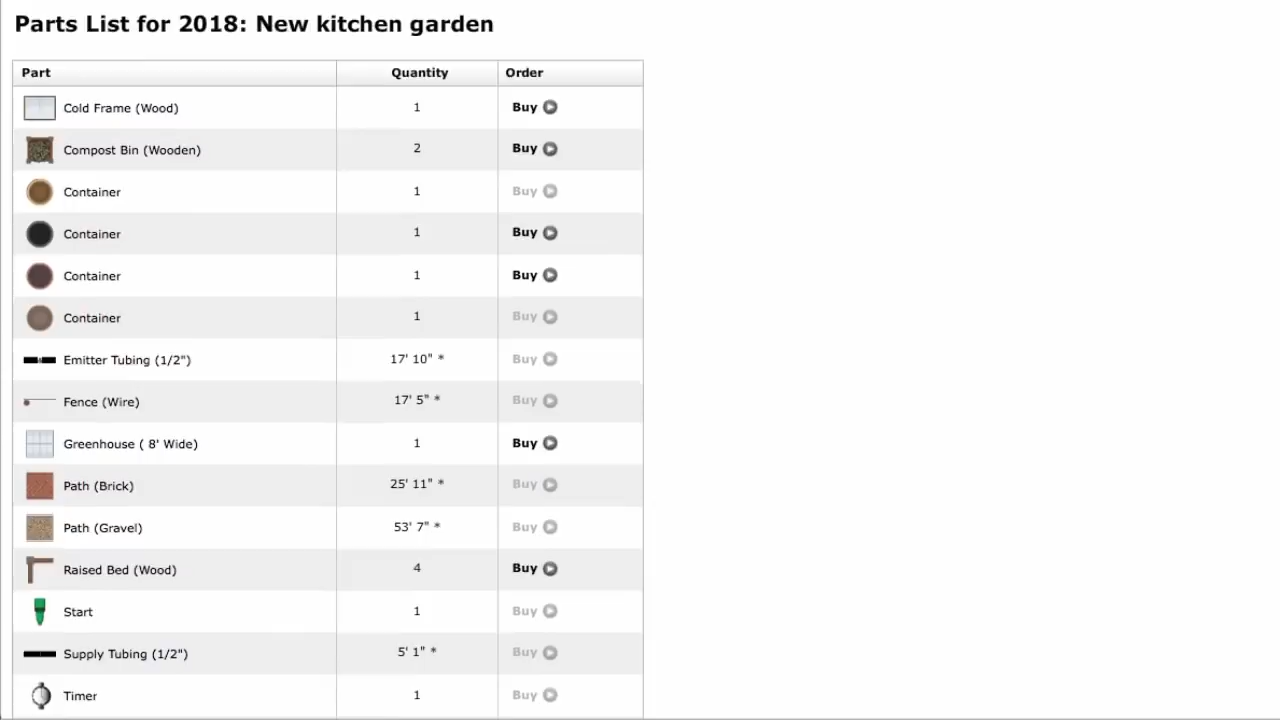 Parts List for 2018: New kitchen garden
Part Quantity Order
Cold Frame (Wood) 1 Buy
Compost Bin (Wooden) 2 Buy
Container 1 Buy
Container 1 Buy
Container 1 Buy
Container 1 Buy
Emitter Tubing (1/2") 17' 10" * Buy
Fence (Wire) 17' 5" * Buy
Greenhouse ( 8' Wide) 1 Buy
Path (Brick) 25' 11" * Buy
Path (Gravel) 53' 7" * Buy
Raised Bed (Wood) 4 Buy
Start 1 Buy
Supply Tubing (1/2") 5' 1" * Buy
Timer 1 Buy